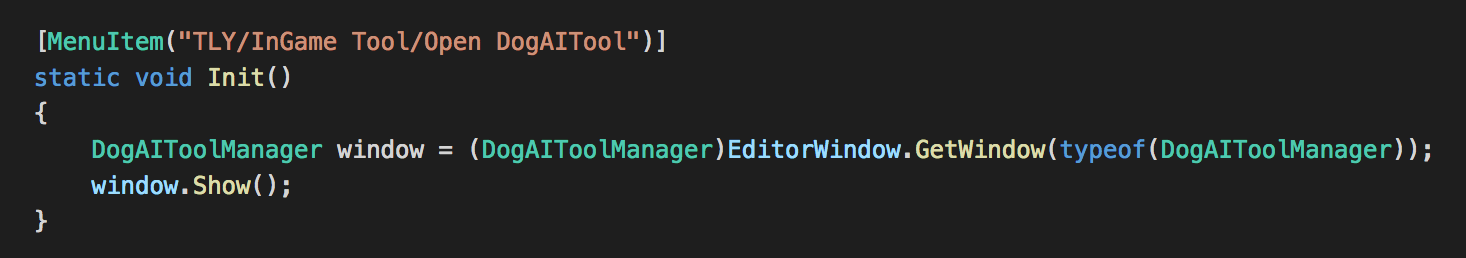 [MenuItem("TLY/InGame Tool/Open DogAITool")]
static void Init()
{
    DogAIToolManager window = (DogAIToolManager)EditorWindow.GetWindow(typeof(DogAIToolManager));
    window.Show();
}